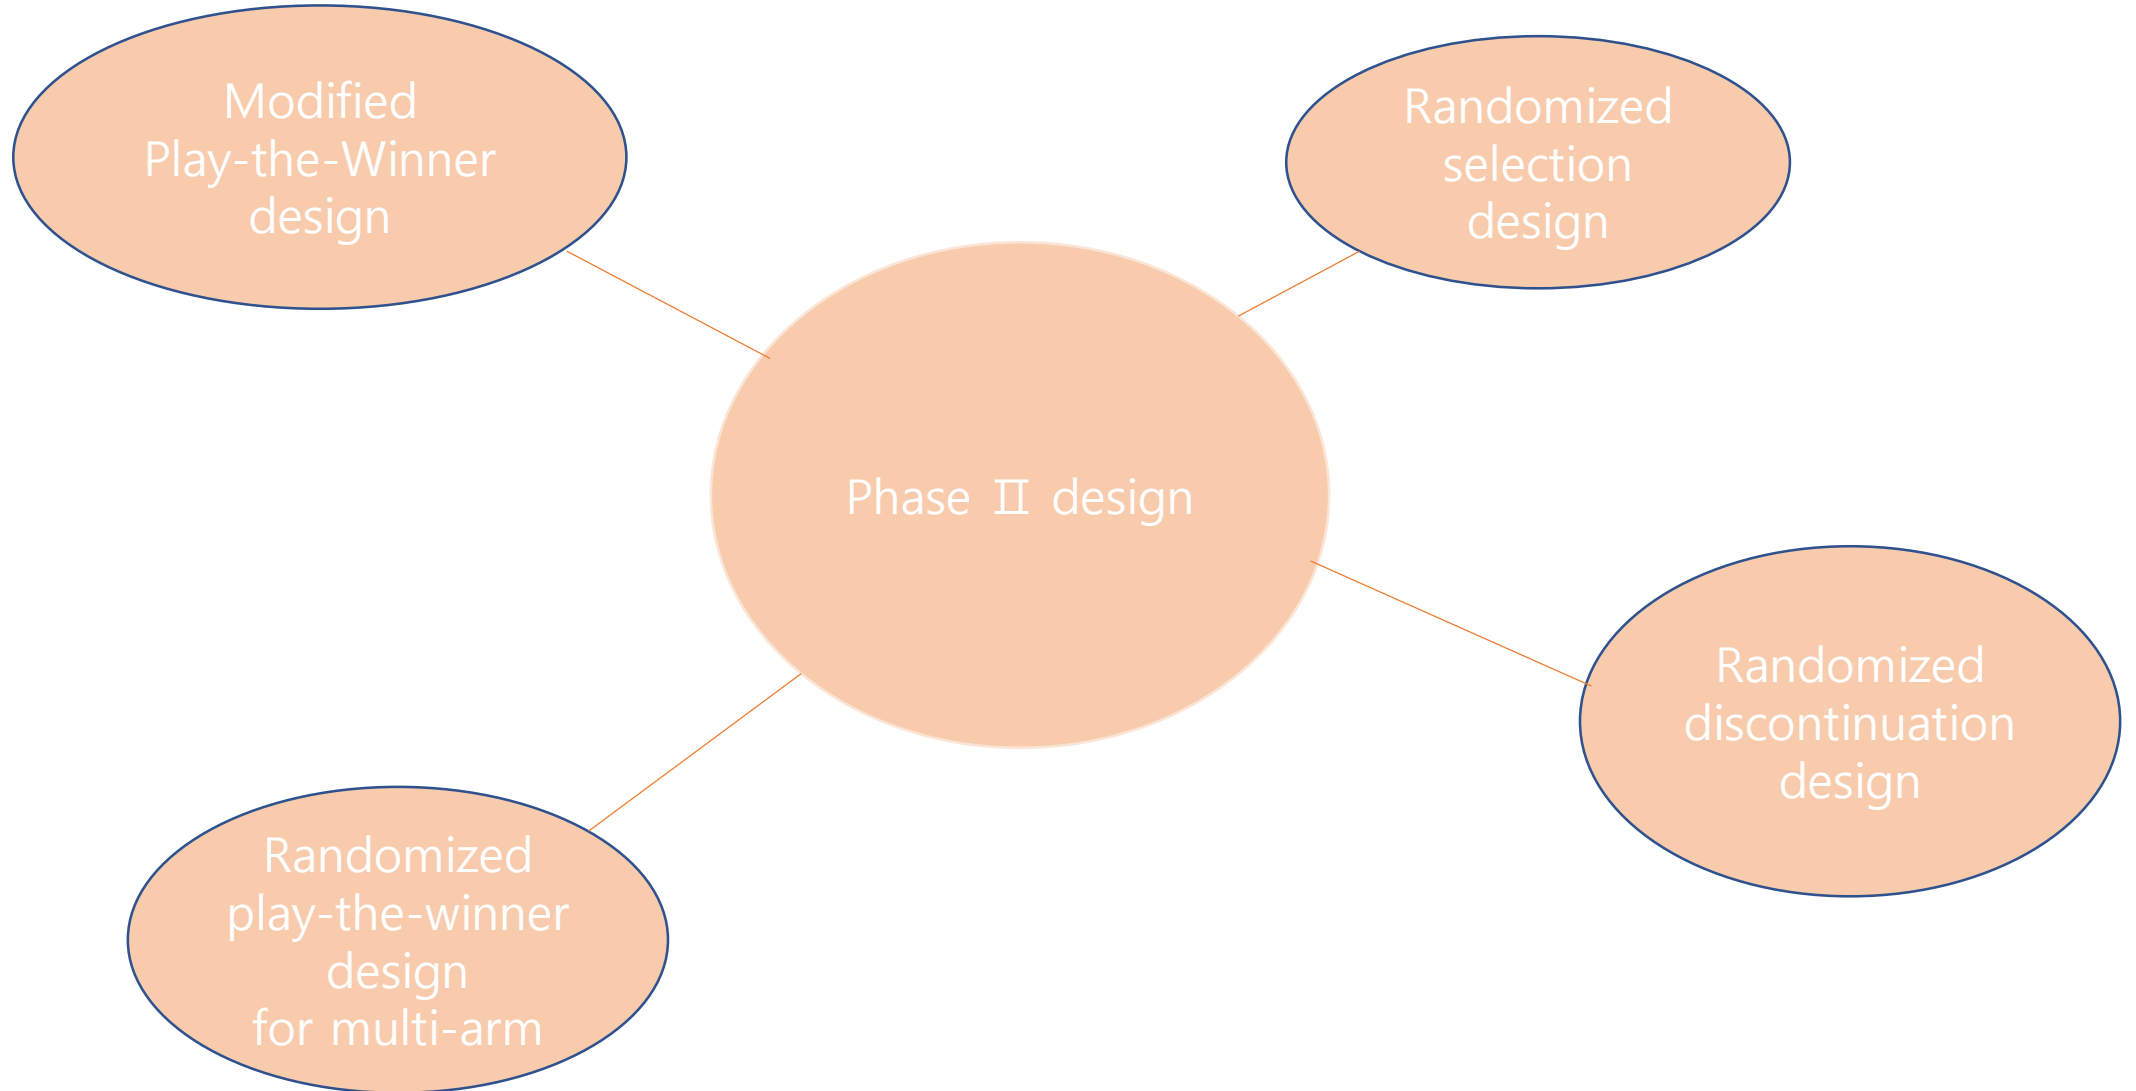 Modified
Play-the-Winner
design
Randomized
selection
design
Phase Ⅱ design
Randomized
discontinuation
design
Randomized
play-the-winner
design
for multi-arm